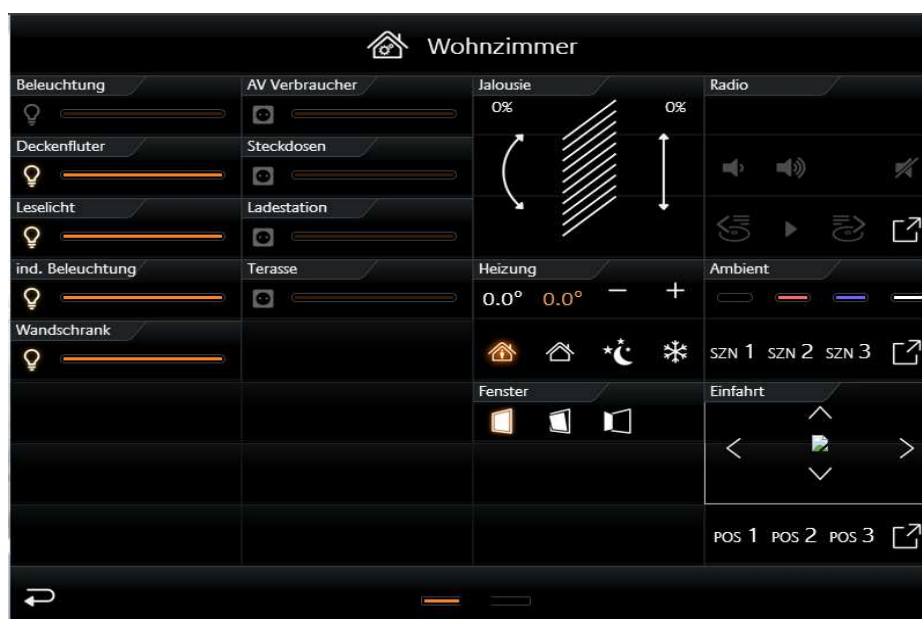 Wohnzimmer
Beleuchtung
AV Verbraucher
Jalousie
Radio
0%
0%
Deckenfluter
Steckdosen
Leselicht
Ladestation
ind. Beleuchtung
Terasse
Heizung
Ambient
0.0° 0.0° − +
Wandschrank
SZN 1 SZN 2 SZN 3
Fenster
Einfahrt
POS 1 POS 2 POS 3